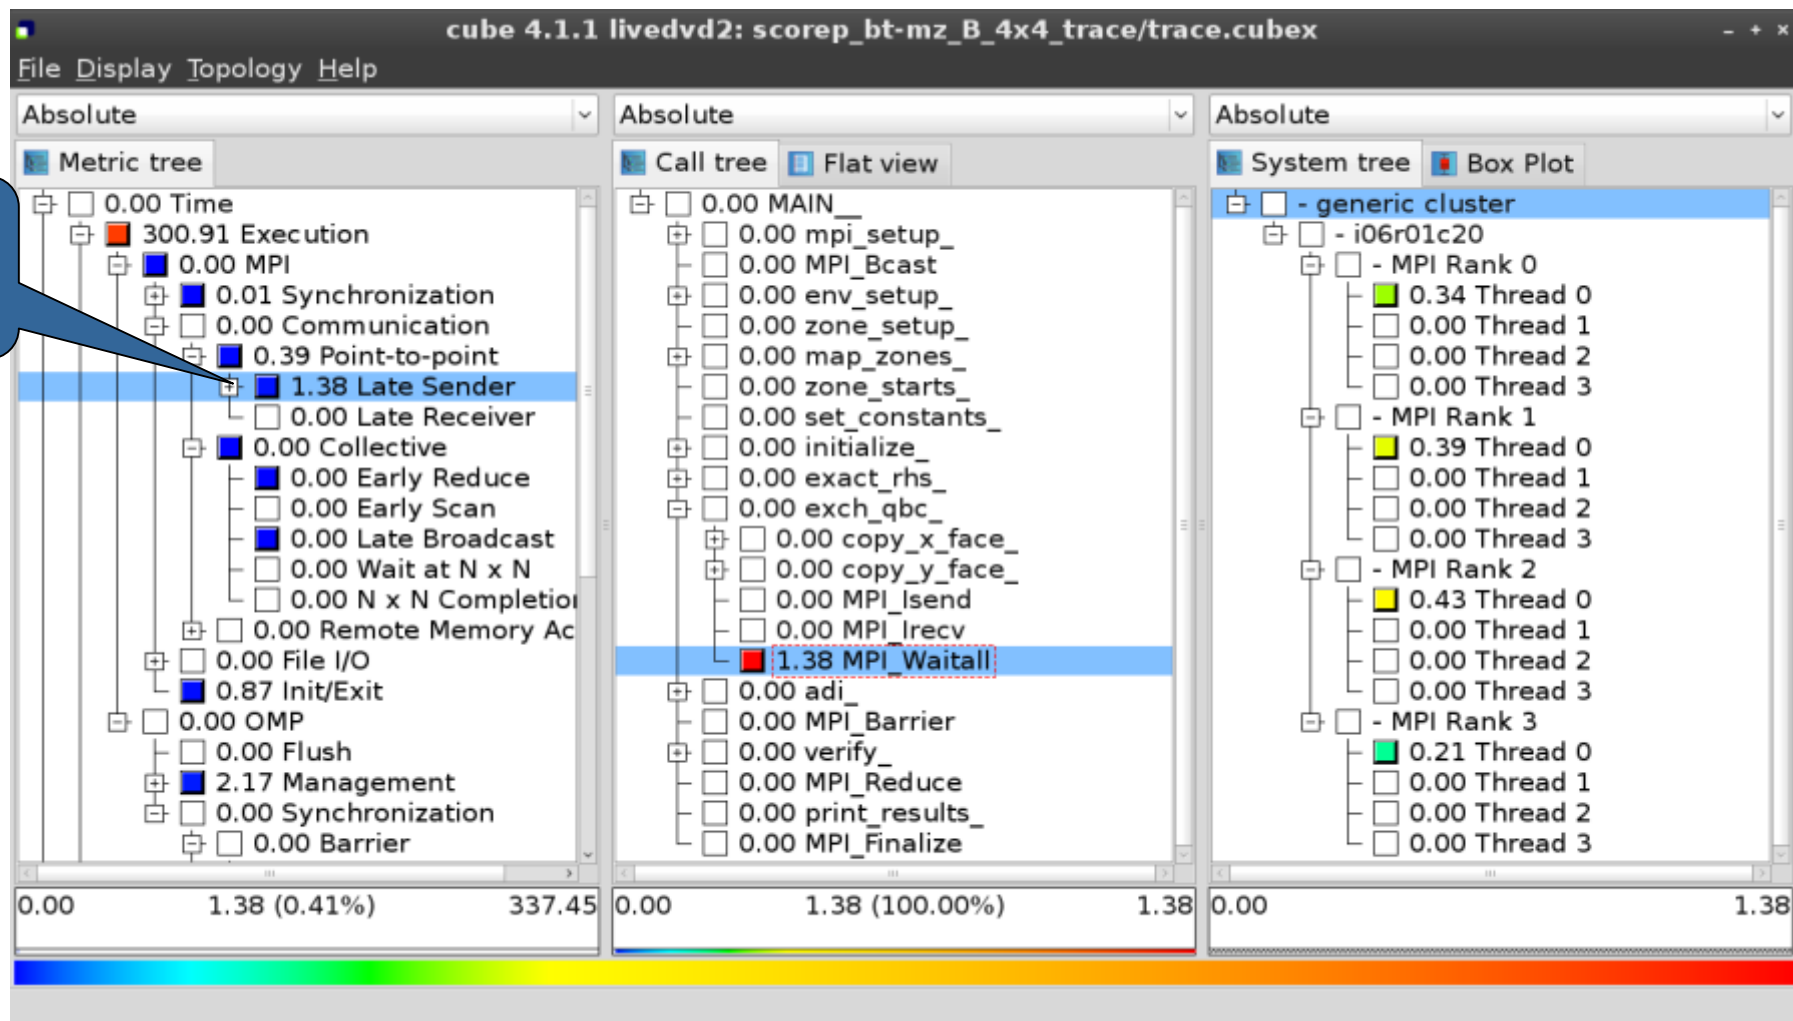 cube 4.1.1 livedvd2: scorep_bt-mz_B_4x4_trace/trace.cubex
File Display Topology Help
Absolute
Metric tree
0.00 Time
300.91 Execution
0.00 MPI
0.01 Synchronization
0.00 Communication
0.39 Point-to-point
1.38 Late Sender
0.00 Late Receiver
0.00 Collective
0.00 Early Reduce
0.00 Early Scan
0.00 Late Broadcast
0.00 Wait at N x N
0.00 N x N Completion
0.00 Remote Memory Ac
0.00 File I/O
0.87 Init/Exit
0.00 OMP
0.00 Flush
2.17 Management
0.00 Synchronization
0.00 Barrier
0.00 1.38 (0.41%) 337.45
Absolute
Call tree Flat view
0.00 MAIN__
0.00 mpi_setup_
0.00 MPI_Bcast
0.00 env_setup_
0.00 zone_setup_
0.00 map_zones_
0.00 zone_starts_
0.00 set_constants_
0.00 initialize_
0.00 exact_rhs_
0.00 exch_qbc_
0.00 copy_x_face_
0.00 copy_y_face_
0.00 MPI_Isend
0.00 MPI_Irecv
1.38 MPI_Waitall
0.00 adi_
0.00 MPI_Barrier
0.00 verify_
0.00 MPI_Reduce
0.00 print_results_
0.00 MPI_Finalize
0.00 1.38 (100.00%) 1.38
Absolute
System tree Box Plot
- generic cluster
- i06r01c20
- MPI Rank 0
0.34 Thread 0
0.00 Thread 1
0.00 Thread 2
0.00 Thread 3
- MPI Rank 1
0.39 Thread 0
0.00 Thread 1
0.00 Thread 2
0.00 Thread 3
- MPI Rank 2
0.43 Thread 0
0.00 Thread 1
0.00 Thread 2
0.00 Thread 3
- MPI Rank 3
0.21 Thread 0
0.00 Thread 1
0.00 Thread 2
0.00 Thread 3
0.00 1.38